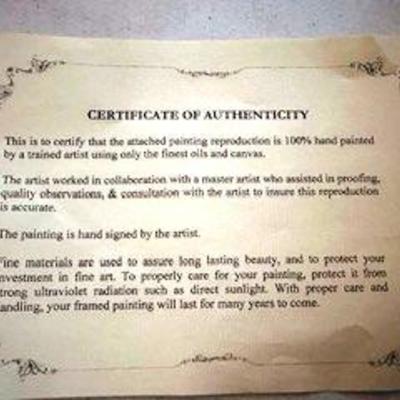 CERTIFICATE OF AUTHENTICITY
This is to certify that the attached painting reproduction is 100% hand painted
by a trained artist using only the finest oils and canvas.
The artist worked in collaboration with a master artist who assisted in proofing,
quality observations, & consultation with the artist to insure this reproduction
is accurate.
The painting is hand signed by the artist.
Fine materials are used to assure long lasting beauty, and to protect your
investment in fine art. To properly care for your painting, protect it from
strong ultraviolet radiation such as direct sunlight. With proper care and
handling, your framed painting will last for many years to come.